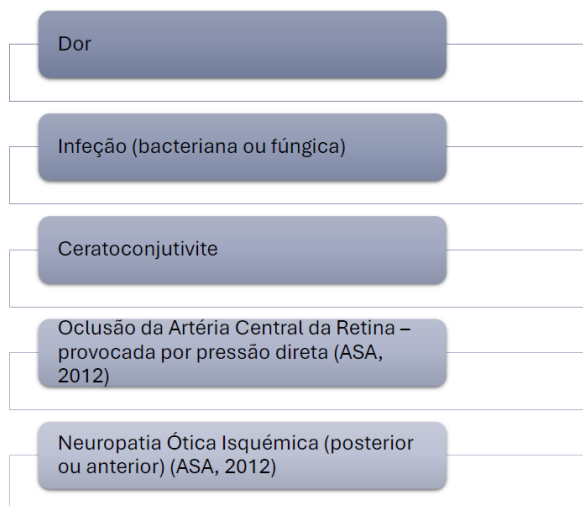 Dor
Infeção (bacteriana ou fúngica)
Ceratoconjutivite
Oclusão da Artéria Central da Retina –
provocada por pressão direta (ASA,
2012)
Neuropatia Ótica Isquémica (posterior
ou anterior) (ASA, 2012)